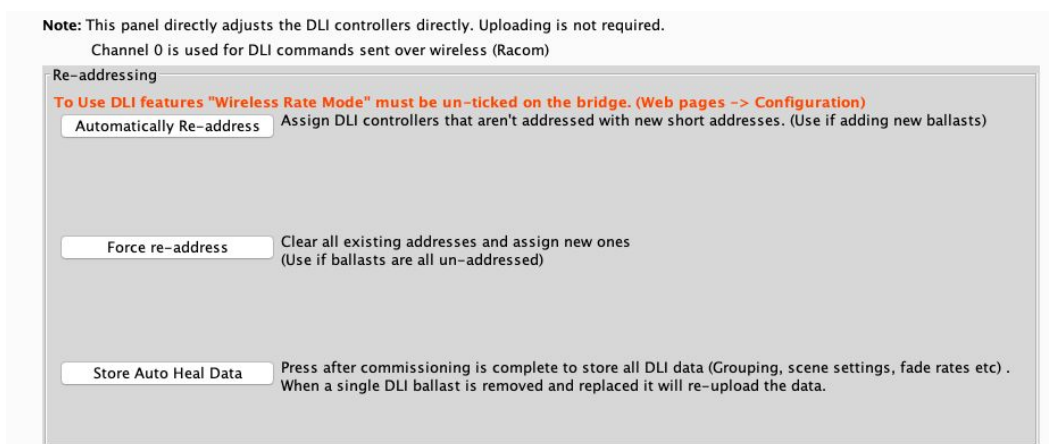 Note: This panel directly adjusts the DLI controllers directly. Uploading is not required.
Channel 0 is used for DLI commands sent over wireless (Racom)
Re-addressing
To Use DLI features "Wireless Rate Mode" must be un-ticked on the bridge. (Web pages -> Configuration)
Automatically Re-address
Assign DLI controllers that aren't addressed with new short addresses. (Use if adding new ballasts)
Force re-address
Clear all existing addresses and assign new ones
(Use if ballasts are all un-addressed)
Store Auto Heal Data
Press after commissioning is complete to store all DLI data (Grouping, scene settings, fade rates etc) .
When a single DLI ballast is removed and replaced it will re-upload the data.